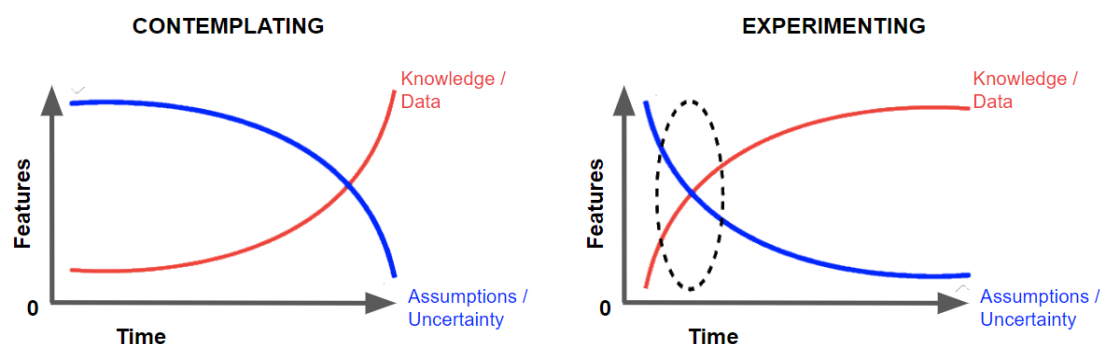 CONTEMPLATING
Knowledge /
Data
Features
0
Time
Assumptions /
Uncertainty
EXPERIMENTING
Knowledge /
Data
Features
0
Time
Assumptions /
Uncertainty